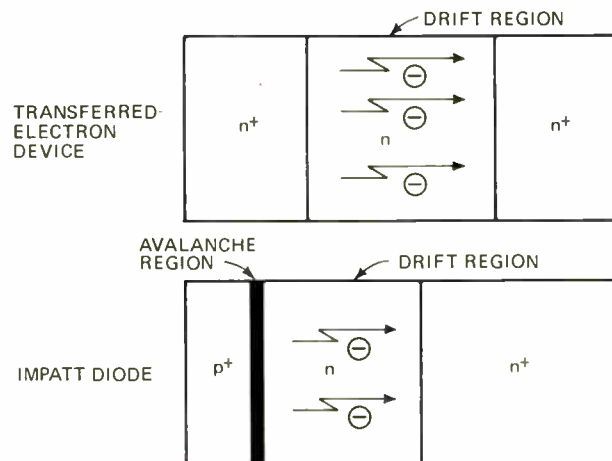 DRIFT REGION
TRANSFERRED-
ELECTRON
DEVICE
n+
n
n+
AVALANCHE
REGION
DRIFT REGION
IMPATT DIODE
p+
n
n+